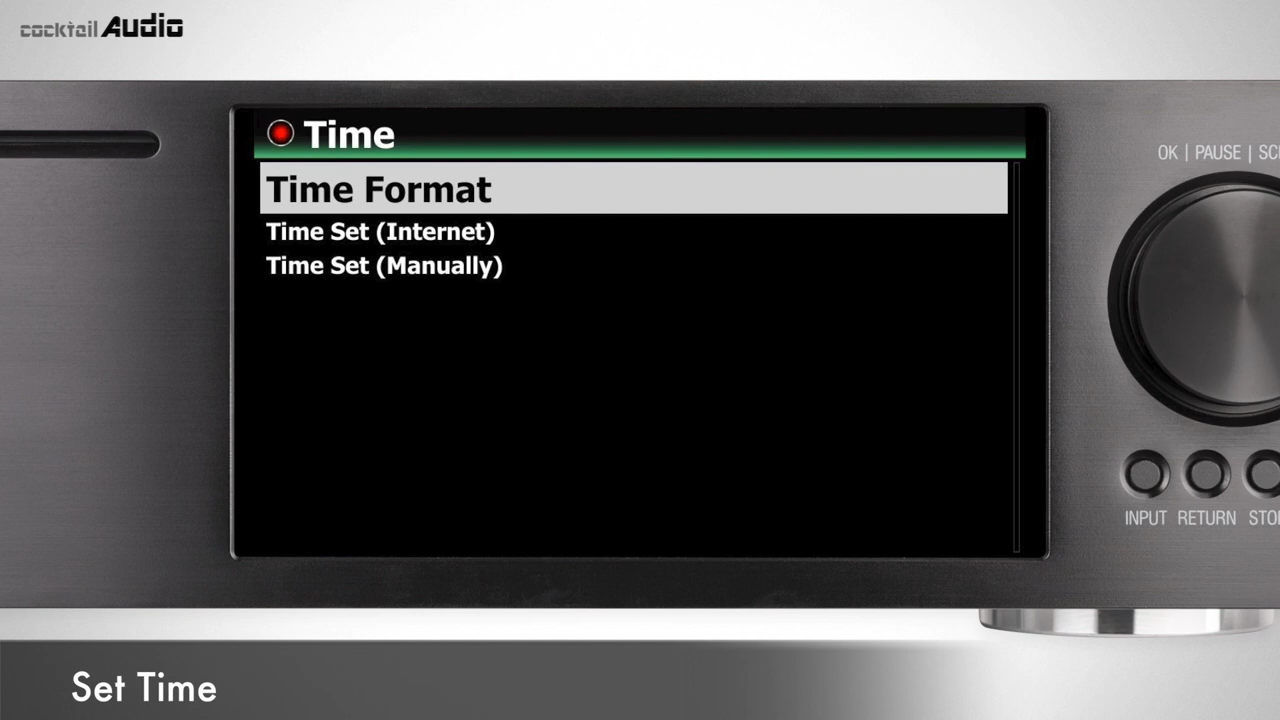 cocktail Audio
Time
Time Format
Time Set (Internet)
Time Set (Manually)
OK | PAUSE |
INPUT RETURN
Set Time